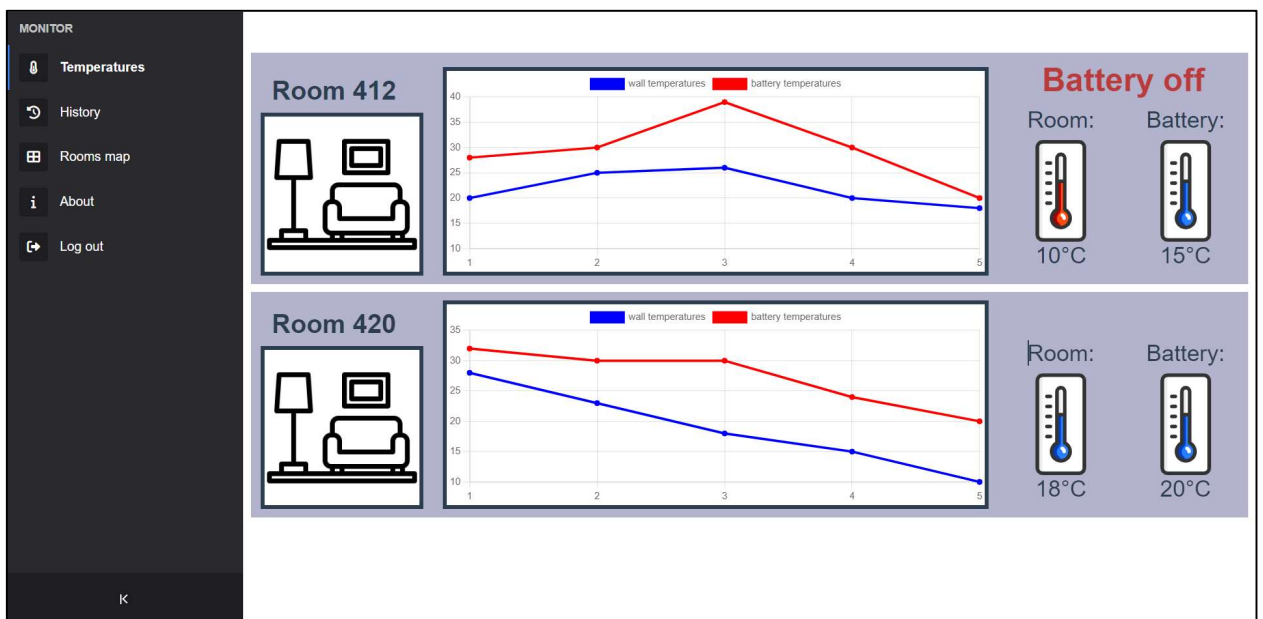 MONITOR
Temperatures
History
Rooms map
About
Log out
Room 412
wall temperatures battery temperatures
40
35
30
25
20
15
10
1 2 3 4 5
Battery off
Room: Battery:
10°C 15°C
Room 420
wall temperatures battery temperatures
35
30
25
20
15
10
1 2 3 4 5
Room: Battery:
18°C 20°C